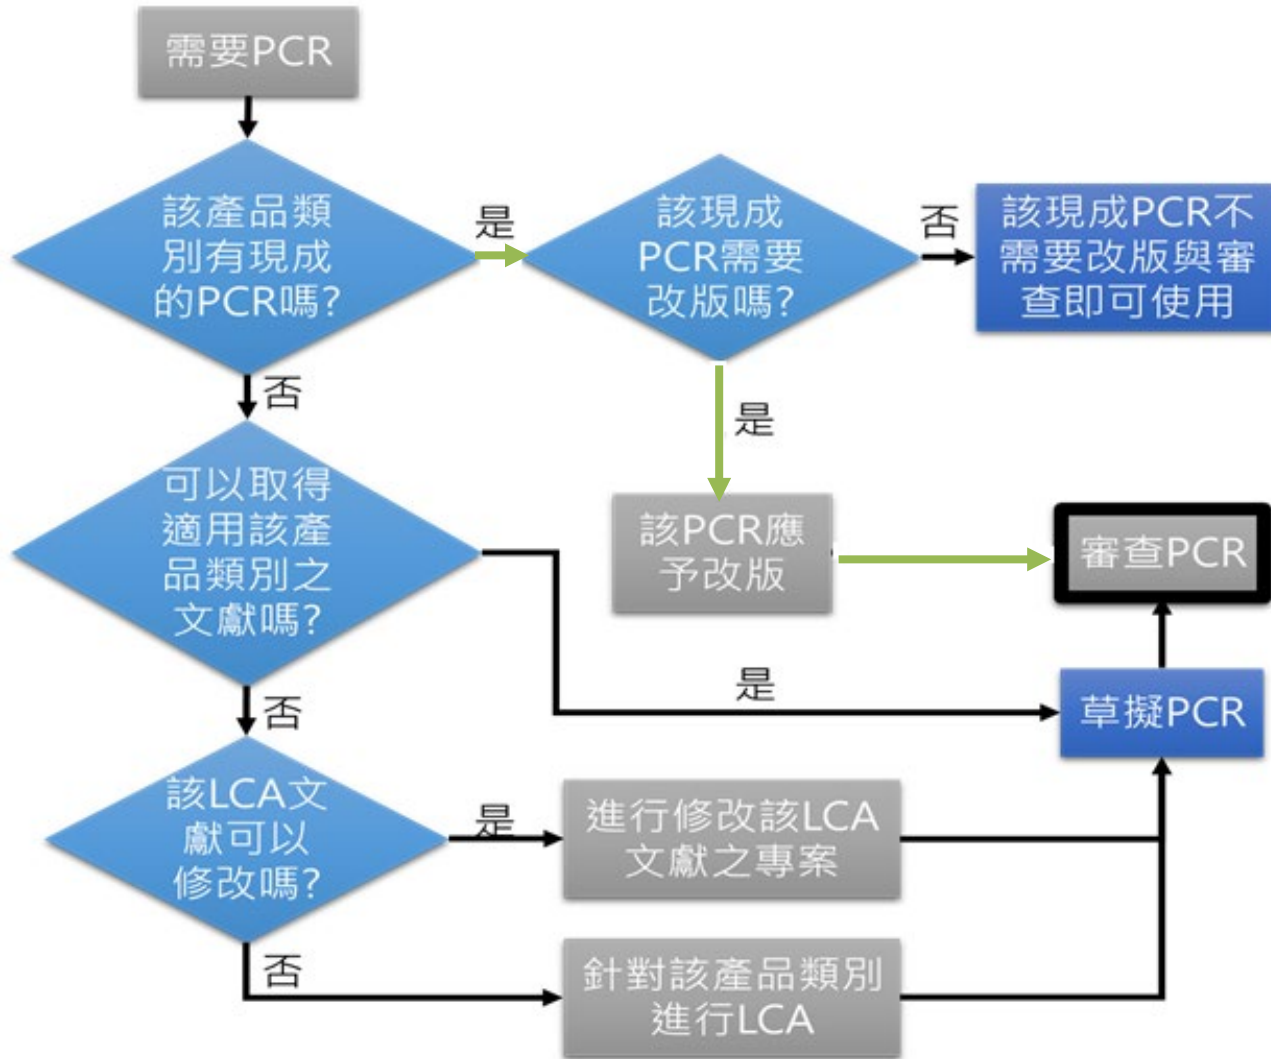 需要PCR
該產品類
別有現成
的PCR嗎?
是
該現成
PCR需要
改版嗎?
否
該現成PCR不
需要改版與審
查即可使用
否
是
可以取得
適用該產
品類別之
文獻嗎?
該PCR應
予改版
審查PCR
是
草擬PCR
否
該LCA文
獻可以
修改嗎?
是
進行修改該LCA
文獻之專案
否
針對該產品類別
進行LCA